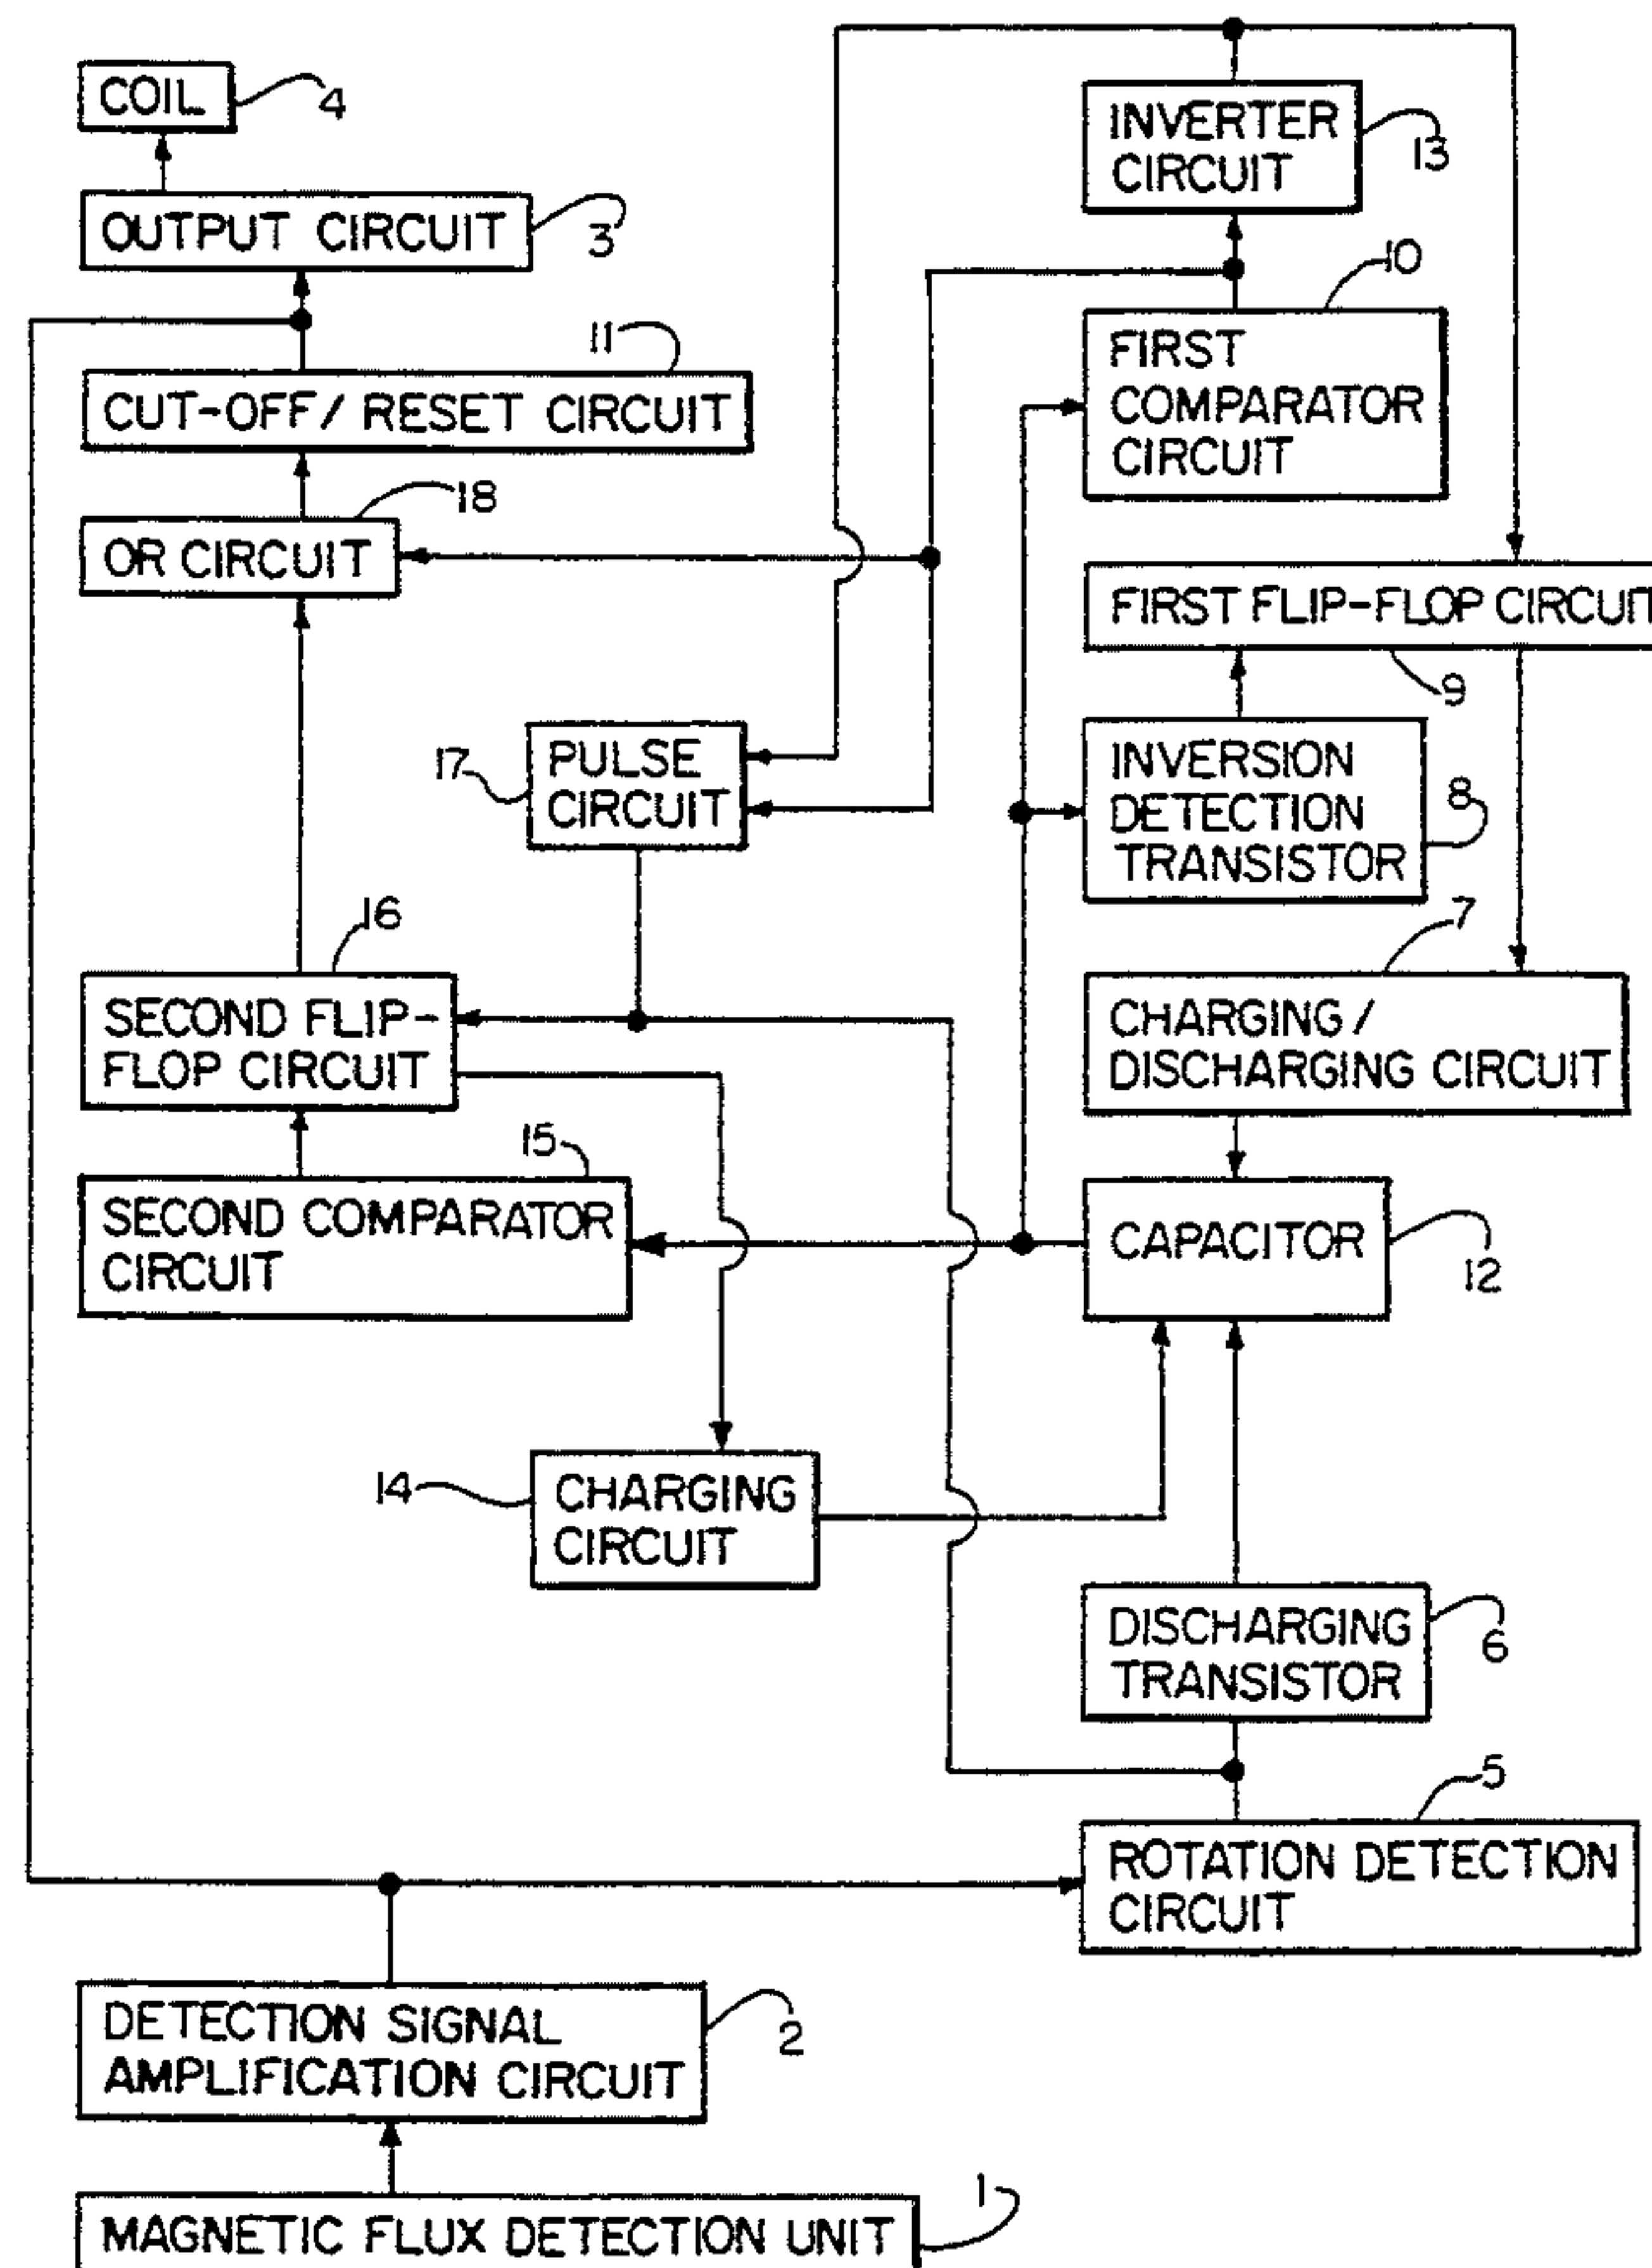 COIL
4
OUTPUT CIRCUIT
3
11
CUT-OFF/ RESET CIRCUIT
18
OR CIRCUIT
INVERTER
CIRCUIT
13
10
FIRST
COMPARATOR
CIRCUIT
FIRST FLIP-FLOP CIRCUIT
9
17
PULSE
CIRCUIT
INVERSION
DETECTION
TRANSISTOR
8
16
SECOND FLIP-
FLOP CIRCUIT
7
CHARGING /
DISCHARGING CIRCUIT
15
SECOND COMPARATOR
CIRCUIT
CAPACITOR
12
14
CHARGING
CIRCUIT
DISCHARGING
TRANSISTOR
6
5
ROTATION DETECTION
CIRCUIT
DETECTION SIGNAL
AMPLIFICATION CIRCUIT
2
MAGNETIC FLUX DETECTION UNIT
1